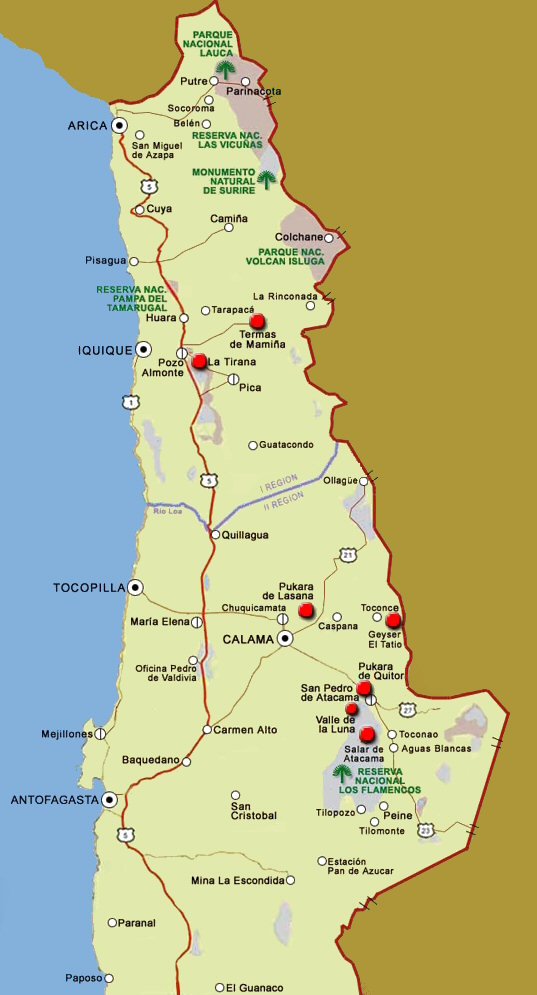 PARQUE
NACIONAL
LAUCA
Putre
Parinacota
Socoroma
ARICA
Belén
RESERVA NAC.
LAS VICUÑAS
San Miguel
de Azapa
MONUMENTO
NATURAL
DE SURIRE
5
Cuya
Camiña
Colchane
PARQUE NAC.
VOLCAN ISLUGA
Pisagua
RESERVA NAC.
PAMPA DEL
TAMARUGAL
La Rinconada
Tarapacá
Huara
Termas
de Mamiña
IQUIQUE
Pozo
Almonte
La Tirana
Pica
1
Guatacondo
5
I REGION
II REGION
Ollagüe
Rio Loa
Quillagua
21
TOCOPILLA
Pukara
de Lasana
Chuquicamata
Toconce
María Elena
Caspana
Geyser
El Tatio
CALAMA
Oficina Pedro
de Valdivia
Pukara
de Quitor
San Pedro
de Atacama
27
Valle de
la Luna
Mejillones
Carmen Alto
Toconao
Aguas Blancas
Salar de
Atacama
Baquedano
RESERVA
NACIONAL
LOS FLAMENCOS
ANTOFAGASTA
San
Cristobal
Tilopozo
Peine
Tilomonte
23
5
Estación
Pan de Azucar
Mina La Escondida
Paranal
Paposo
El Guanaco